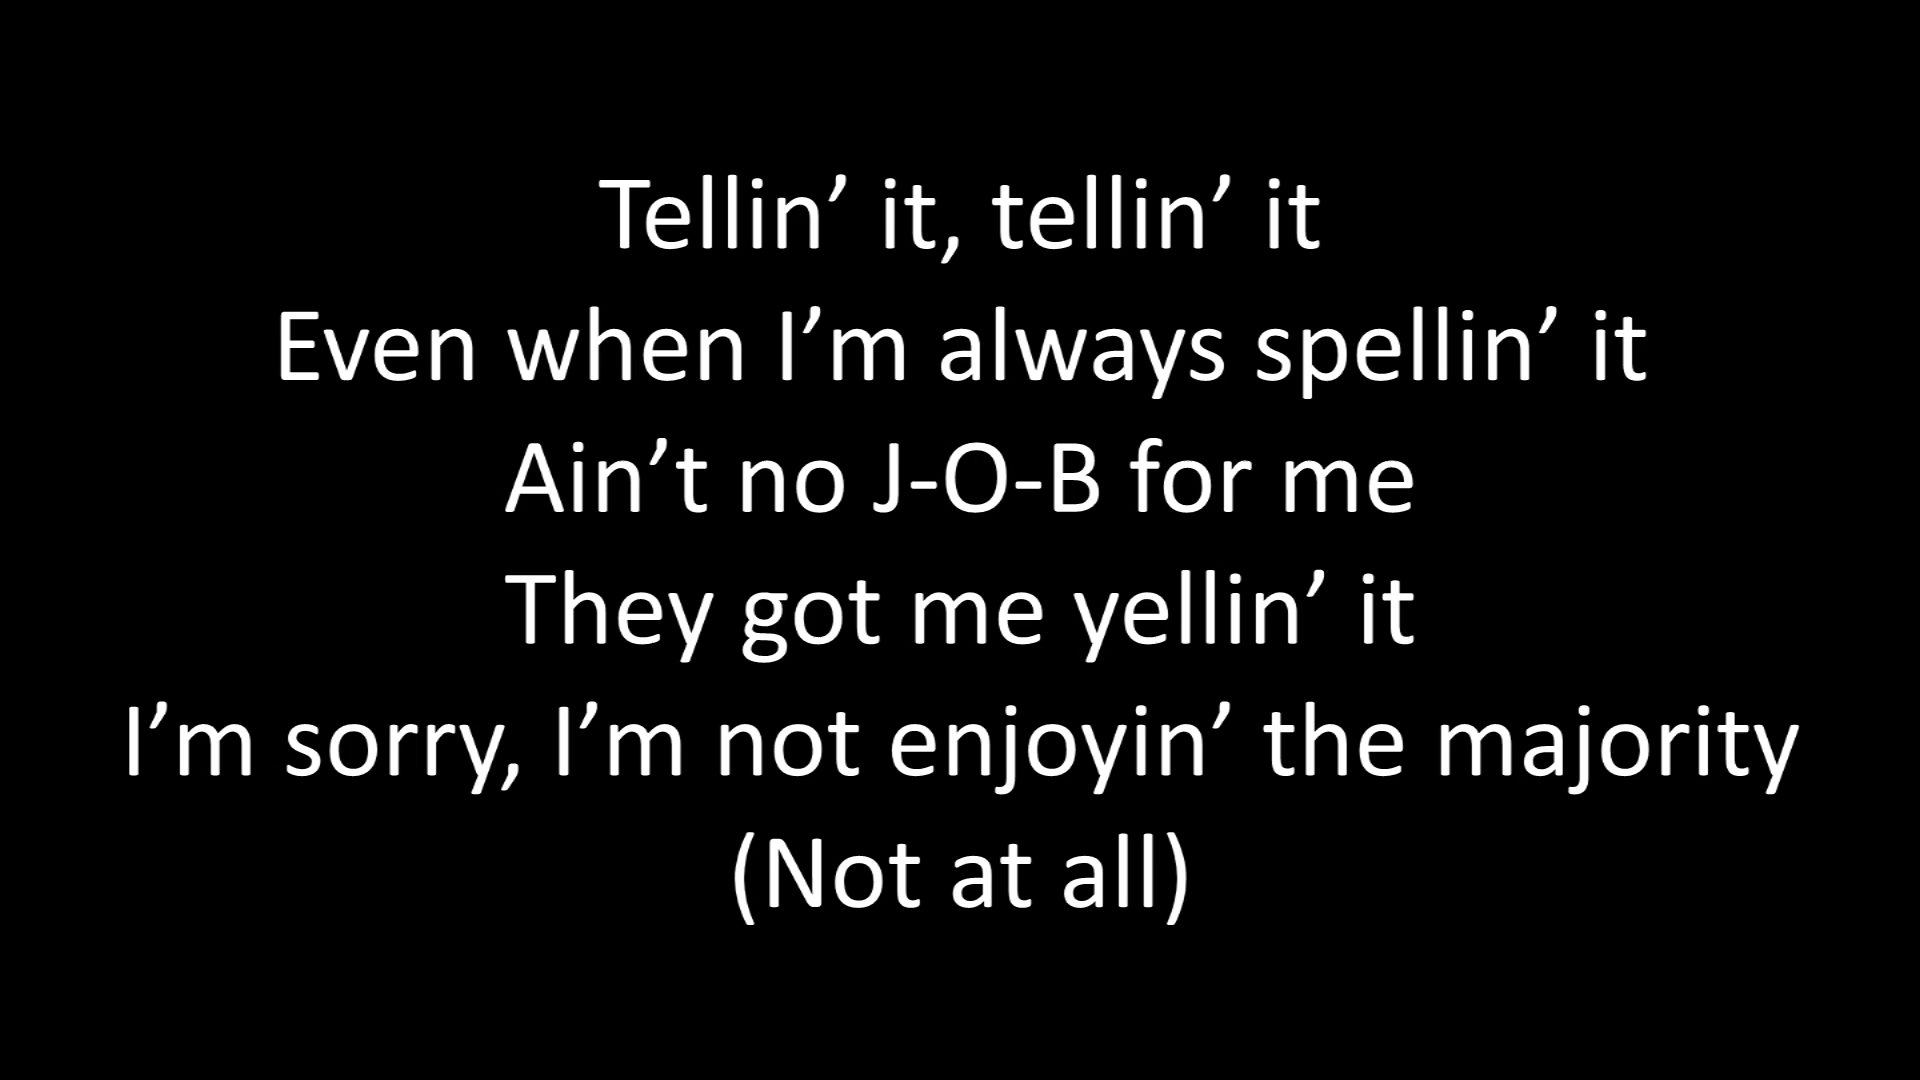 Tellin’ it, tellin’ it
Even when I’m always spellin’ it
Ain’t no J-O-B for me
They got me yellin’ it
I’m sorry, I’m not enjoyin’ the majority
(Not at all)